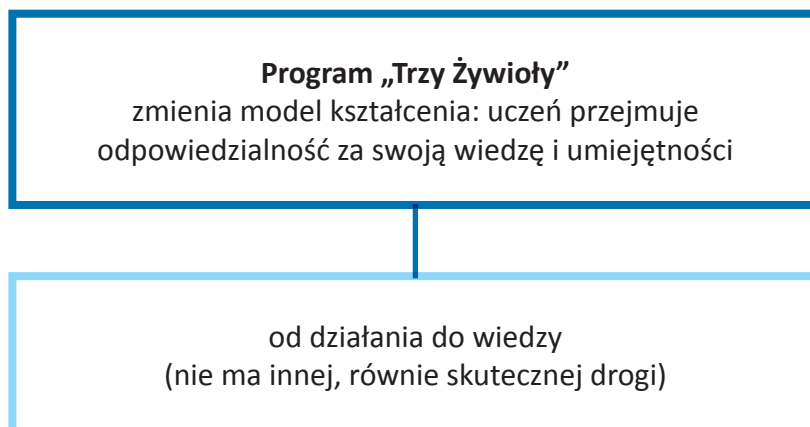 Program „Trzy Żywioły”
zmienia model kształcenia: uczeń przejmuje
odpowiedzialność za swoją wiedzę i umiejętności
od działania do wiedzy
(nie ma innej, równie skutecznej drogi)